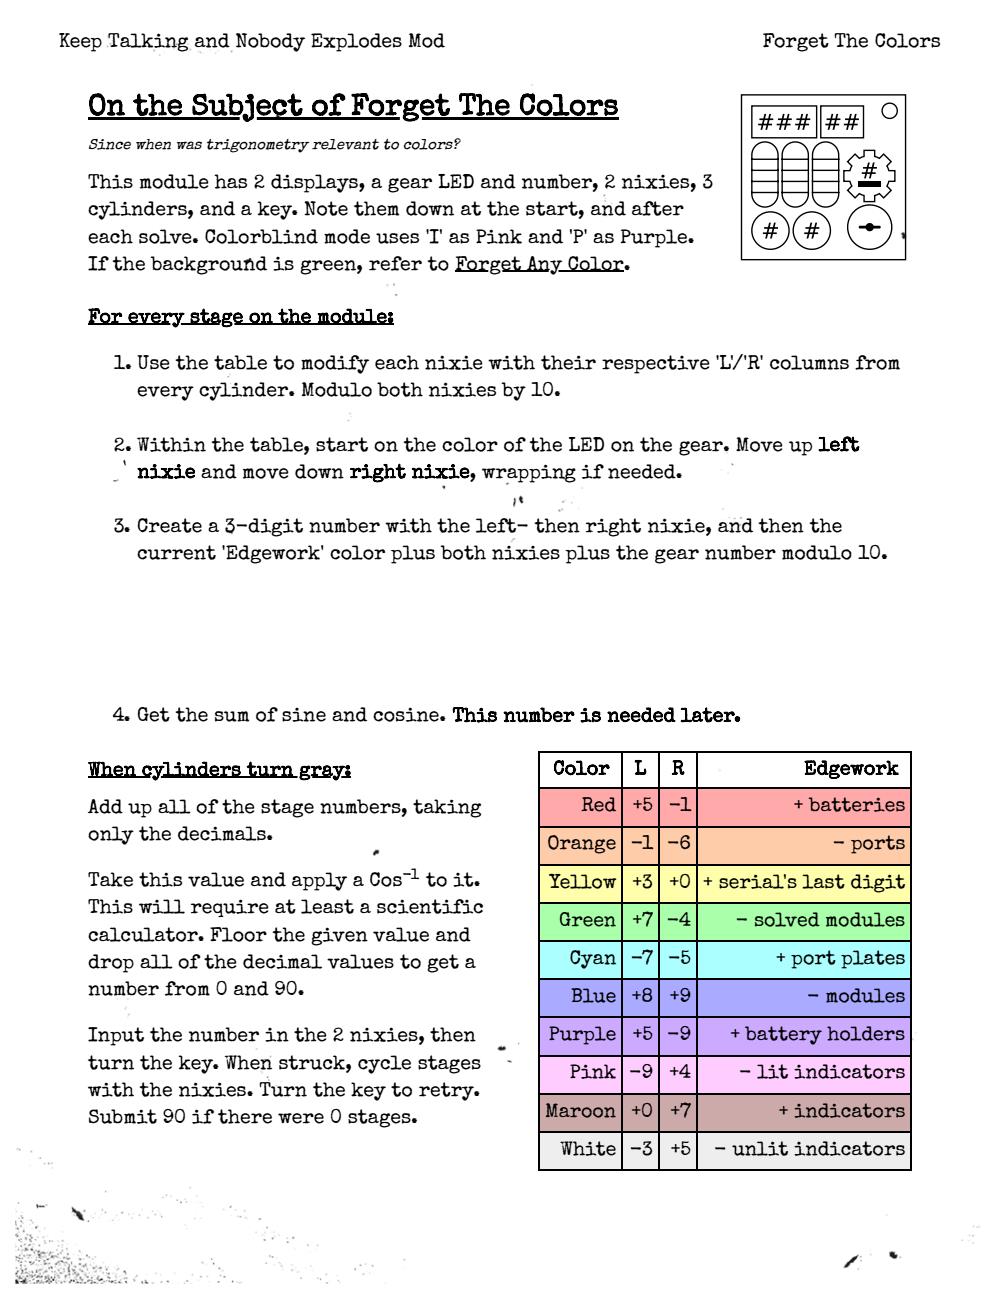 Keep Talking and Nobody Explodes Mod
Forget The Colors
On the Subject of Forget The Colors
Since when was trigonometry relevant to colors?
This module has 2 displays, a gear LED and number, 2 nixies, 3
cylinders, and a key. Note them down at the start, and after
each solve. Colorblind mode uses 'I' as Pink and 'P' as Purple.
If the background is green, refer to Forget Any Color.
### ##
#
# #
For every stage on the module:
1. Use the table to modify each nixie with their respective 'L'/'R' columns from
every cylinder. Modulo both nixies by 10.
2. Within the table, start on the color of the LED on the gear. Move up left
nixie and move down right nixie, wrapping if needed.
3. Create a 3-digit number with the left- then right nixie, and then the
current 'Edgework' color plus both nixies plus the gear number modulo 10.
4. Get the sum of sine and cosine. This number is needed later.
When cylinders turn gray:
Add up all of the stage numbers, taking
only the decimals.
Take this value and apply a Cos⁻¹ to it.
This will require at least a scientific
calculator. Floor the given value and
drop all of the decimal values to get a
number from 0 and 90.
Input the number in the 2 nixies, then
turn the key. When struck, cycle stages
with the nixies. Turn the key to retry.
Submit 90 if there were 0 stages.
Color L R Edgework
Red +5 -1 + batteries
Orange -1 -6 - ports
Yellow +3 +0 + serial's last digit
Green +7 -4 - solved modules
Cyan -7 -5 + port plates
Blue +8 +9 - modules
Purple +5 -9 + battery holders
Pink -9 +4 - lit indicators
Maroon +0 +7 + indicators
White -3 +5 - unlit indicators